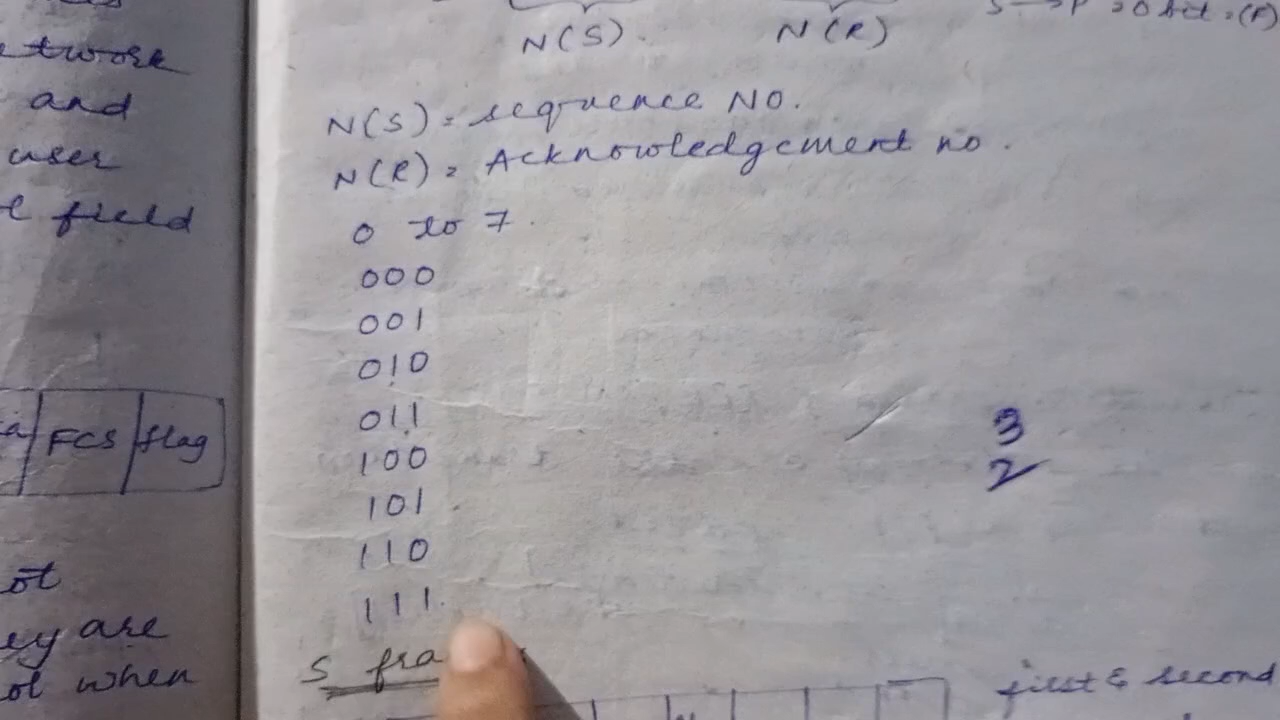 twork
and
user
field
FCS flag
are
when
N(S). N(R)
N(S) = sequence NO.
N(R) = Acknowledgement no.
0 to 7.
000
001
010
011
100
101
110
111.
3
2
S
first & second